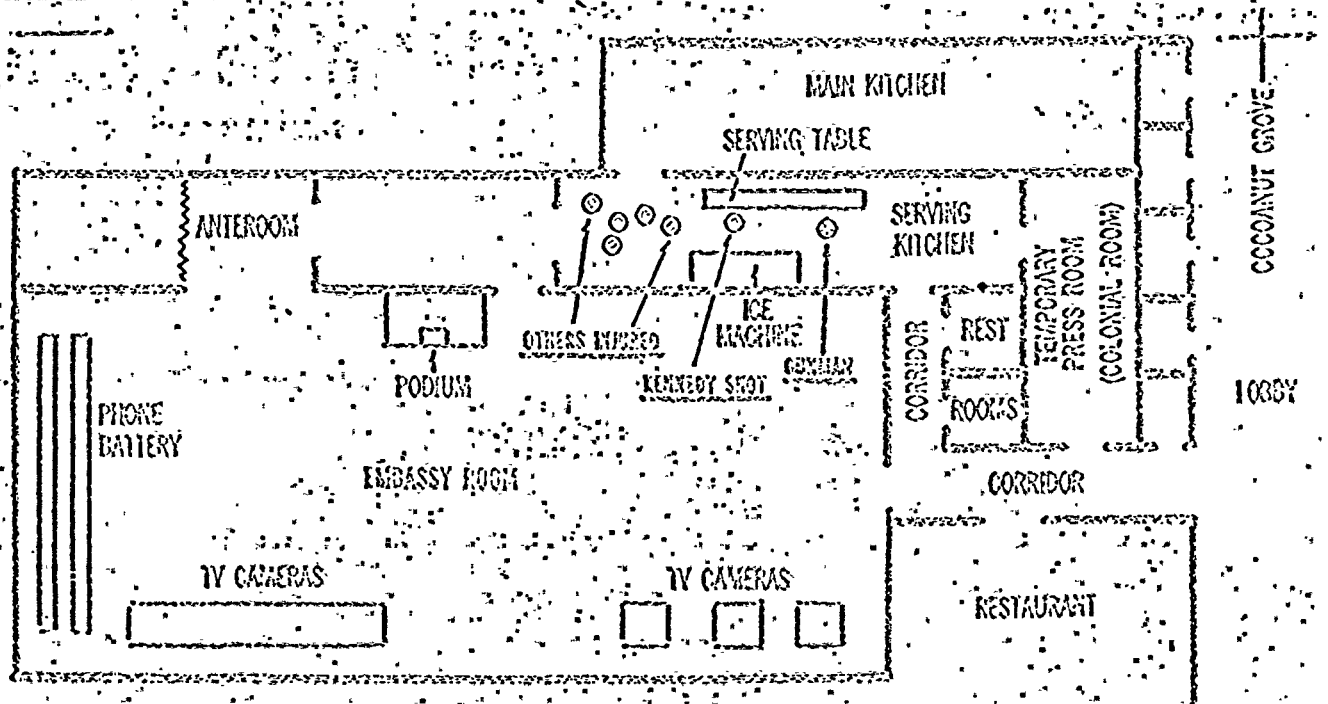 MAIN KITCHEN
SERVING TABLE
COCOANUT GROVE
ANTEROOM
SERVING
KITCHEN
TEMPORARY
PRESS ROOM
(COLONIAL ROOM)
ICE
MACHINE
OTHERS INJURED
KENNEDY SHOT
GUNMAN
PODIUM
CORRIDOR
REST
ROOMS
LOBBY
PHONE
BATTERY
EMBASSY ROOM
CORRIDOR
TV CAMERAS
TV CAMERAS
RESTAURANT